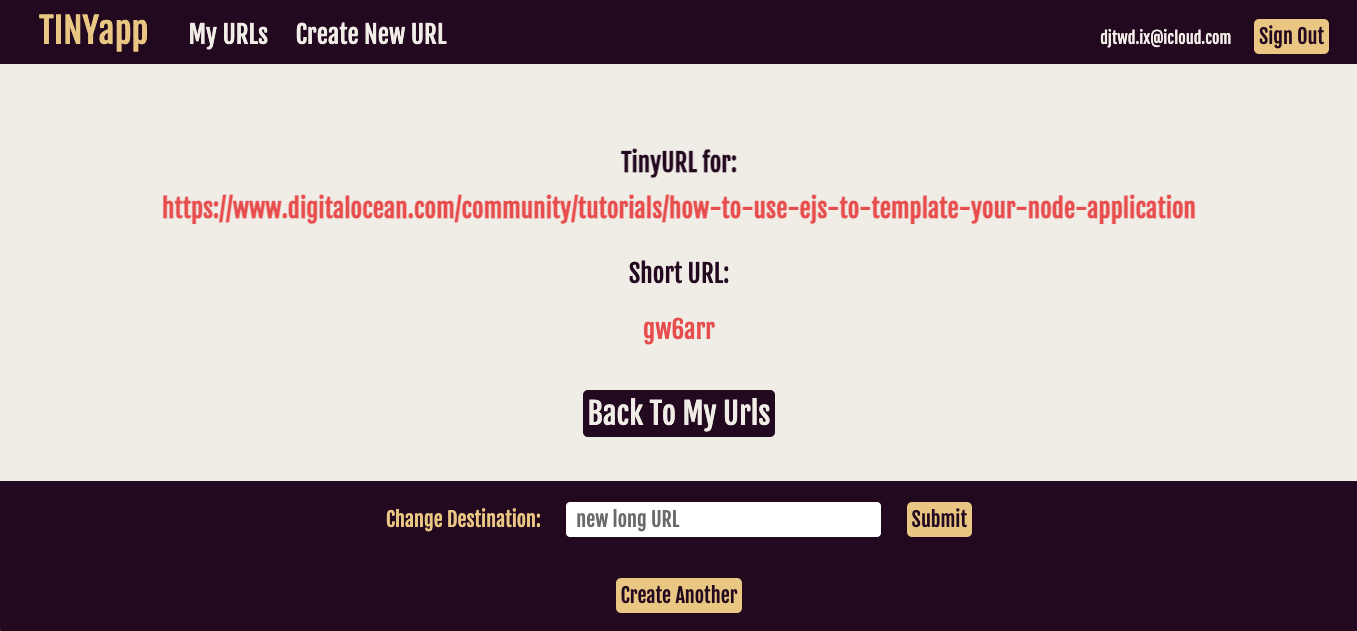 TINYapp My URLs Create New URL djtwd.ix@icloud.com Sign Out
TinyURL for:
https://www.digitalocean.com/community/tutorials/how-to-use-ejs-to-template-your-node-application
Short URL:
gw6arr
Back To My Urls
Change Destination: new long URL Submit
Create Another